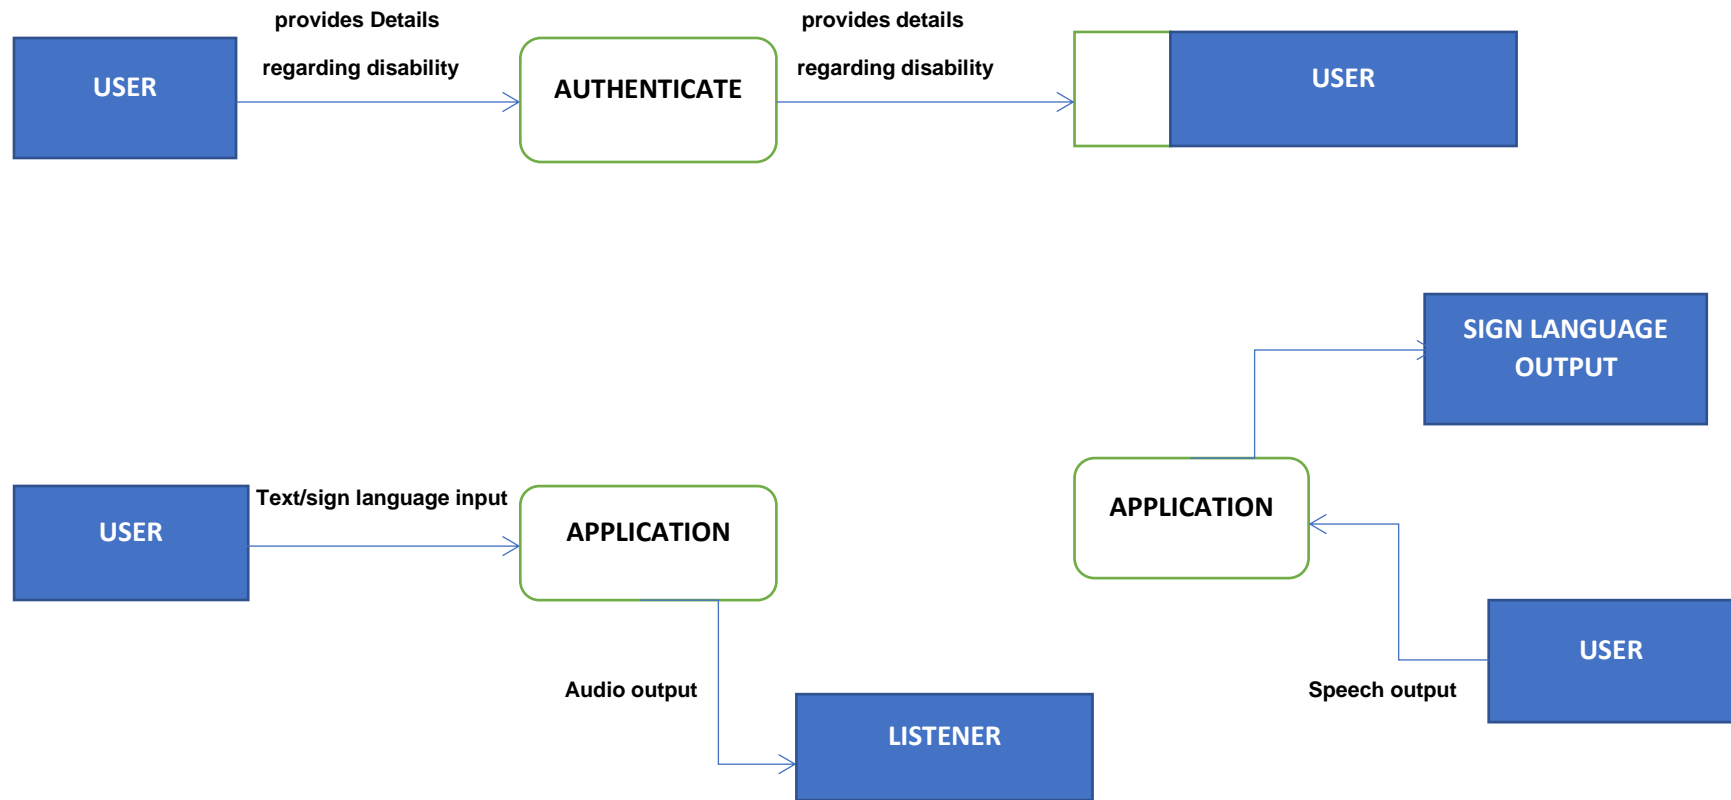 provides Details
regarding disability
provides details
regarding disability
USER
AUTHENTICATE
USER
SIGN LANGUAGE
OUTPUT
USER
Text/sign language input
APPLICATION
APPLICATION
Audio output
LISTENER
Speech output
USER